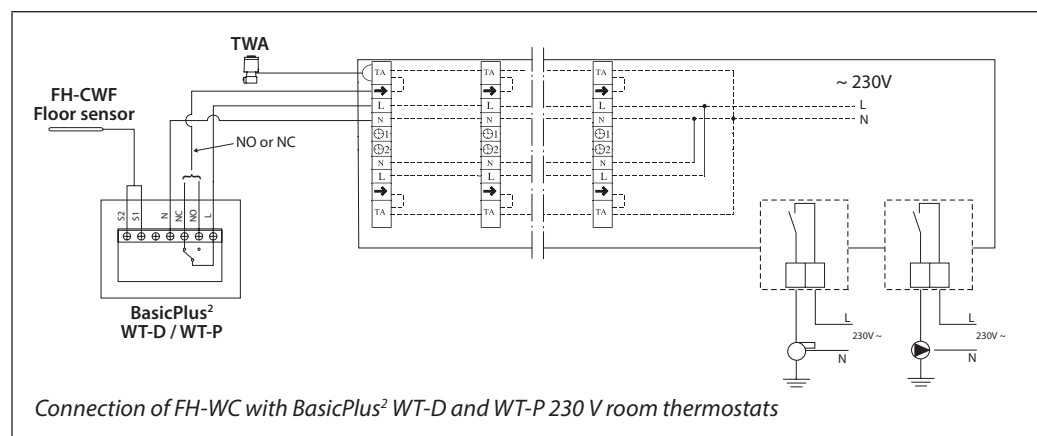 TWA
FH-CWF
Floor sensor
NO or NC
S2 S1 N NC NO L
BasicPlus²
WT-D / WT-P
TA TA TA
L L L
N N N
1 1 1
2 2 2
N N N
L L L
TA TA TA
~ 230V
L
N
L
230V ~
N
L
230V ~
N
Connection of FH-WC with BasicPlus² WT-D and WT-P 230 V room thermostats